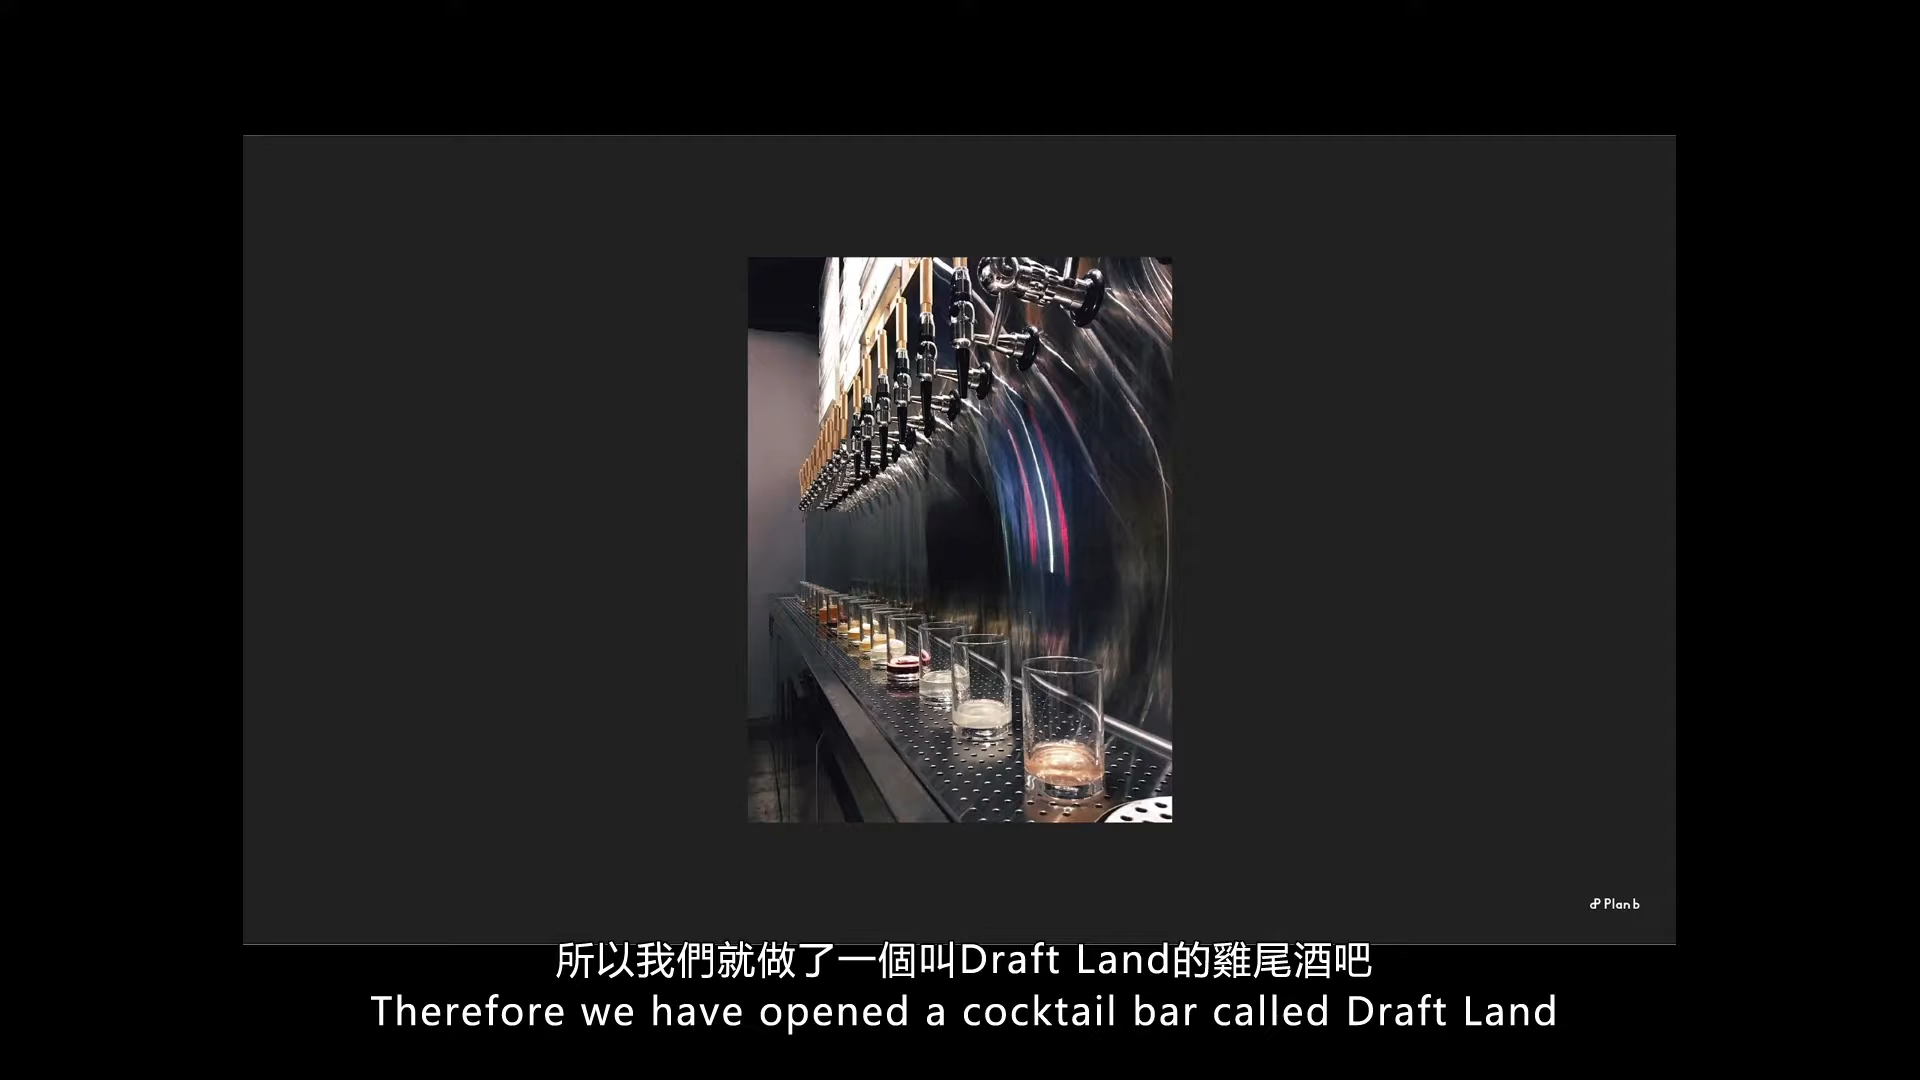 Plan b
所以我們就做了一個叫Draft Land的雞尾酒吧
Therefore we have opened a cocktail bar called Draft Land